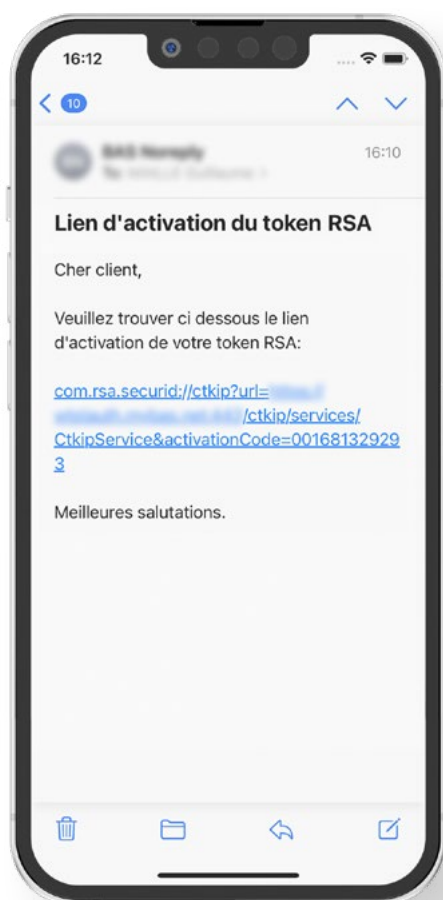 16:12
10
16:10
Lien d'activation du token RSA
Cher client,
Veuillez trouver ci dessous le lien
d'activation de votre token RSA:
com.rsa.securid://ctkip?url=
/ctkip/services/
CtkipService&activationCode=00168132929
3
Meilleures salutations.